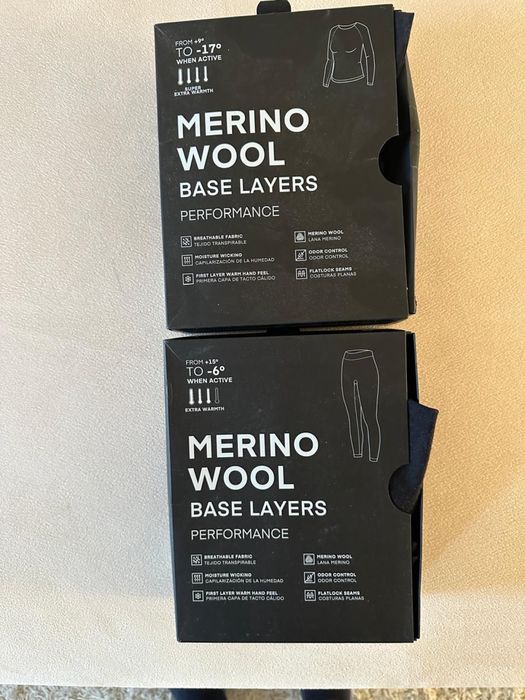 FROM +9°
TO -17°
WHEN ACTIVE
SUPER
EXTRA WARMTH
MERINO
WOOL
BASE LAYERS
PERFORMANCE
BREATHABLE FABRIC
TEJIDO TRANSPIRABLE
MOISTURE WICKING
CAPILARIZACIÓN DE LA HUMEDAD
FIRST LAYER WARM HAND FEEL
PRIMERA CAPA DE TACTO CÁLIDO
MERINO WOOL
LANA MERINO
ODOR CONTROL
ODOR CONTROL
FLATLOCK SEAMS
COSTURAS PLANAS
FROM +15°
TO -6°
WHEN ACTIVE
EXTRA WARMTH
MERINO
WOOL
BASE LAYERS
PERFORMANCE
BREATHABLE FABRIC
TEJIDO TRANSPIRABLE
MOISTURE WICKING
CAPILARIZACIÓN DE LA HUMEDAD
FIRST LAYER WARM HAND FEEL
PRIMERA CAPA DE TACTO CÁLIDO
MERINO WOOL
LANA MERINO
ODOR CONTROL
ODOR CONTROL
FLATLOCK SEAMS
COSTURAS PLANAS